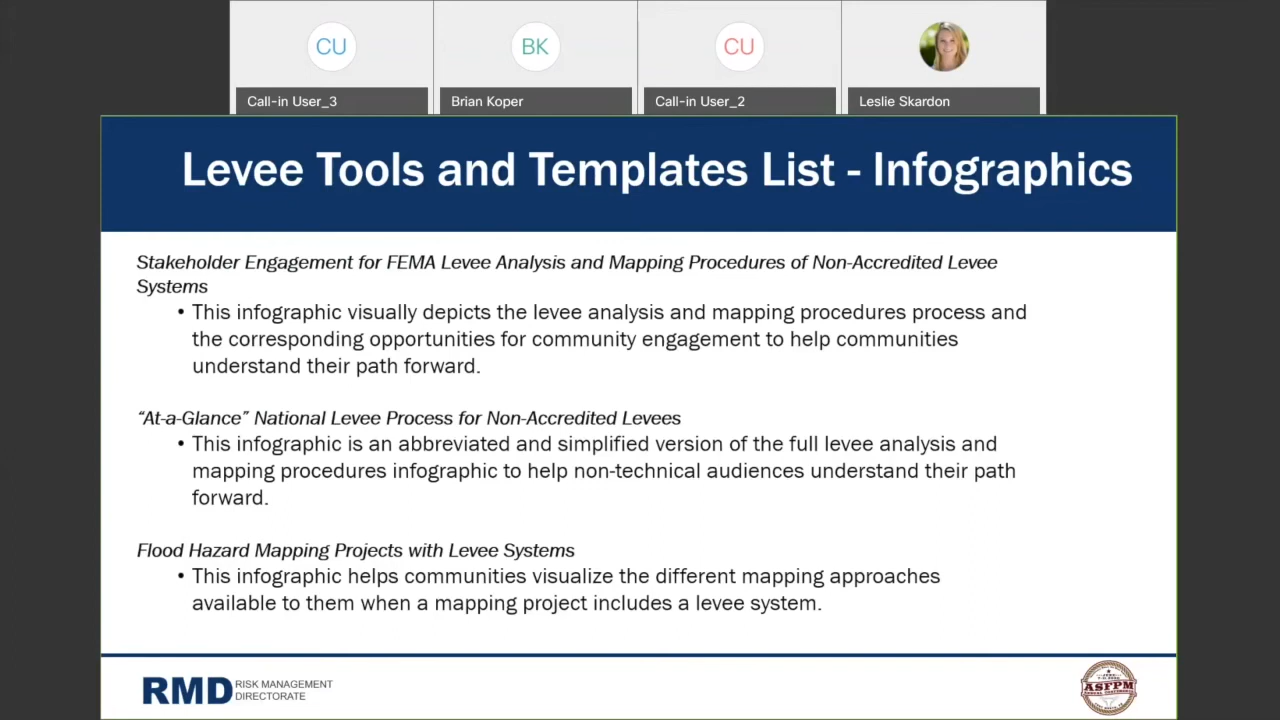 CU
BK
CU
Call-in User_3
Brian Koper
Call-in User_2
Leslie Skardon
Levee Tools and Templates List - Infographics
Stakeholder Engagement for FEMA Levee Analysis and Mapping Procedures of Non-Accredited Levee
Systems
• This infographic visually depicts the levee analysis and mapping procedures process and
the corresponding opportunities for community engagement to help communities
understand their path forward.
“At-a-Glance” National Levee Process for Non-Accredited Levees
• This infographic is an abbreviated and simplified version of the full levee analysis and
mapping procedures infographic to help non-technical audiences understand their path
forward.
Flood Hazard Mapping Projects with Levee Systems
• This infographic helps communities visualize the different mapping approaches
available to them when a mapping project includes a levee system.
RMD
RISK MANAGEMENT
DIRECTORATE
ASFPM